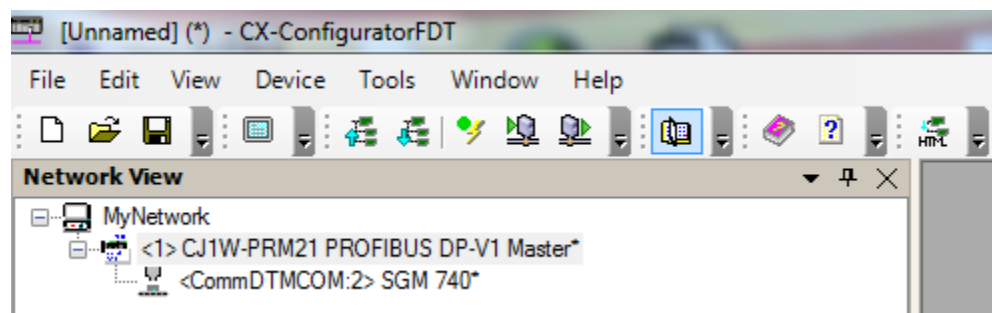 [Unnamed] (*) - CX-ConfiguratorFDT
File Edit View Device Tools Window Help
HTML
Network View
MyNetwork
<1> CJ1W-PRM21 PROFIBUS DP-V1 Master*
<CommDTMCOM:2> SGM 740*